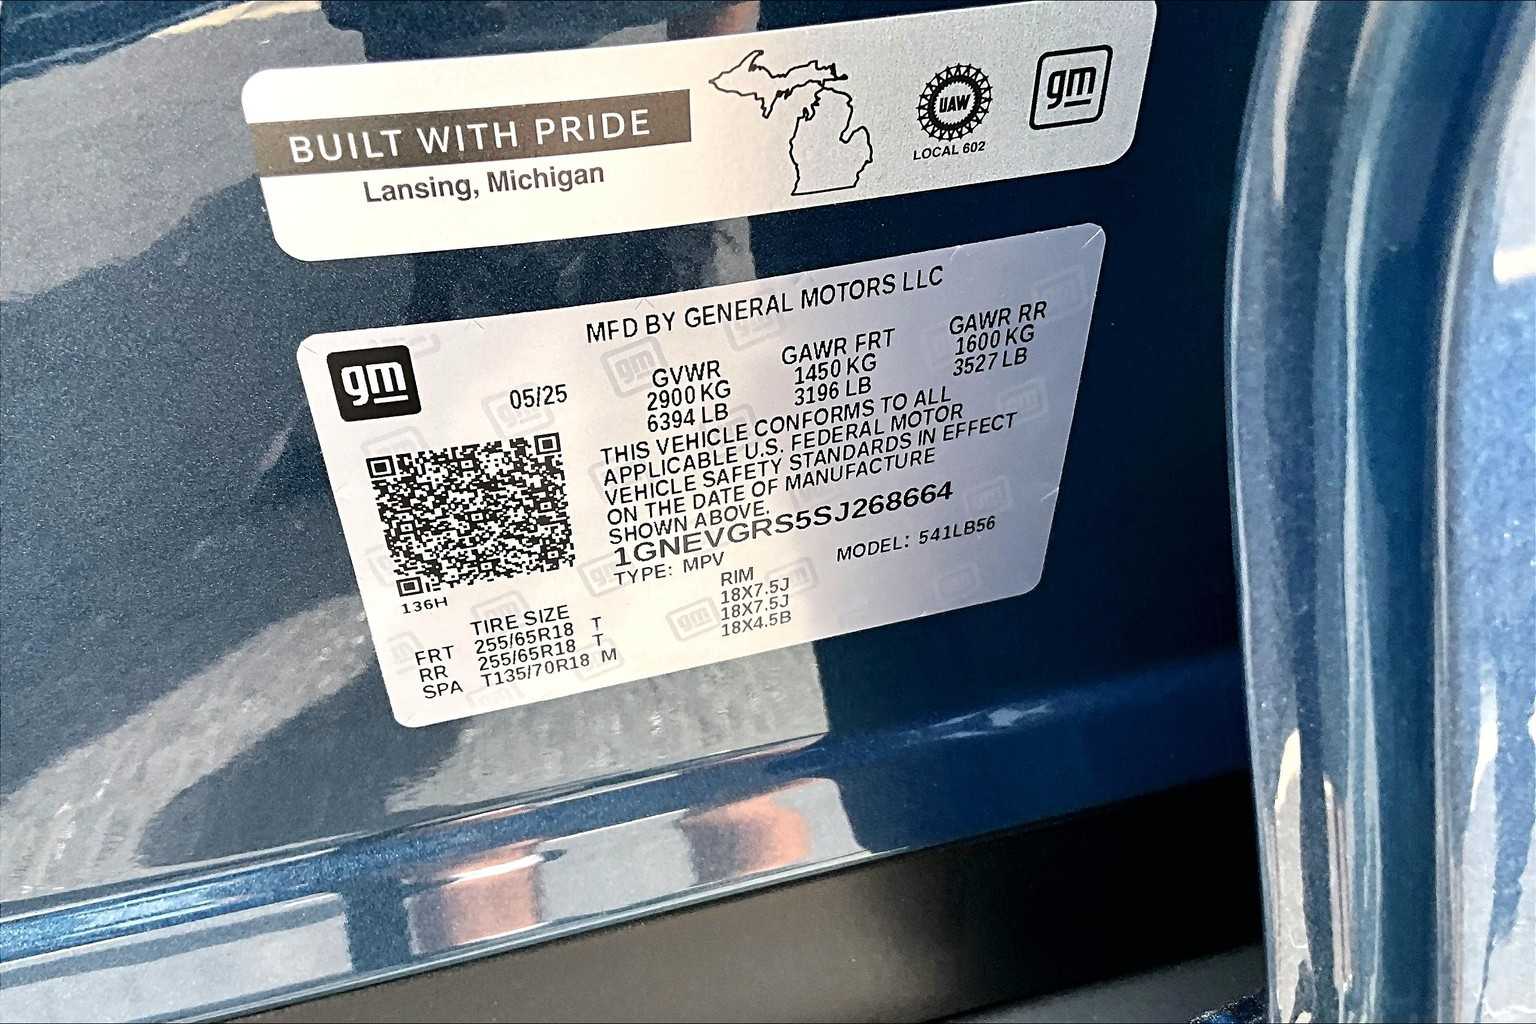 BUILT WITH PRIDE
Lansing, Michigan
UAW
LOCAL 602
gm
MFD BY GENERAL MOTORS LLC
gm
05/25
GVWR
2900 KG
6394 LB
GAWR FRT
1450 KG
3196 LB
GAWR RR
1600 KG
3527 LB
THIS VEHICLE CONFORMS TO ALL
APPLICABLE U.S. FEDERAL MOTOR
VEHICLE SAFETY STANDARDS IN EFFECT
ON THE DATE OF MANUFACTURE
SHOWN ABOVE.
1GNEVGRS5SJ268664
TYPE: MPV
MODEL: 541LB56
136H
TIRE SIZE
RIM
FRT 255/65R18 T 18X7.5J
RR 255/65R18 T 18X7.5J
SPA T135/70R18 M 18X4.5B